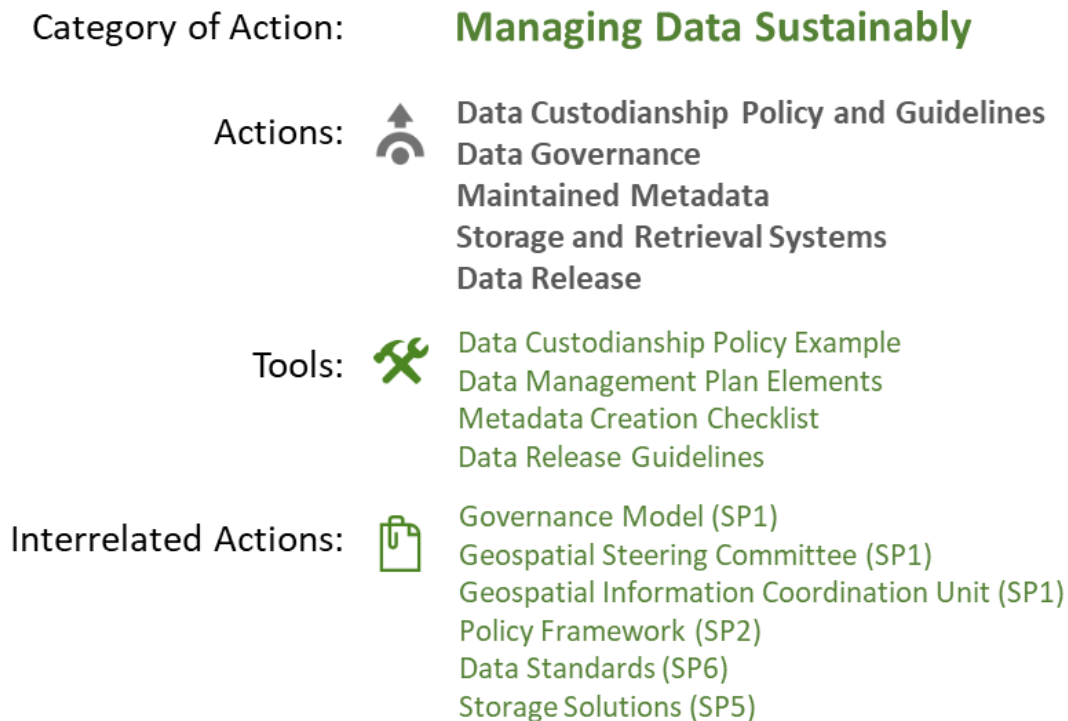 Category of Action: Managing Data Sustainably
Actions: Data Custodianship Policy and Guidelines
Data Governance
Maintained Metadata
Storage and Retrieval Systems
Data Release
Tools: Data Custodianship Policy Example
Data Management Plan Elements
Metadata Creation Checklist
Data Release Guidelines
Interrelated Actions: Governance Model (SP1)
Geospatial Steering Committee (SP1)
Geospatial Information Coordination Unit (SP1)
Policy Framework (SP2)
Data Standards (SP6)
Storage Solutions (SP5)